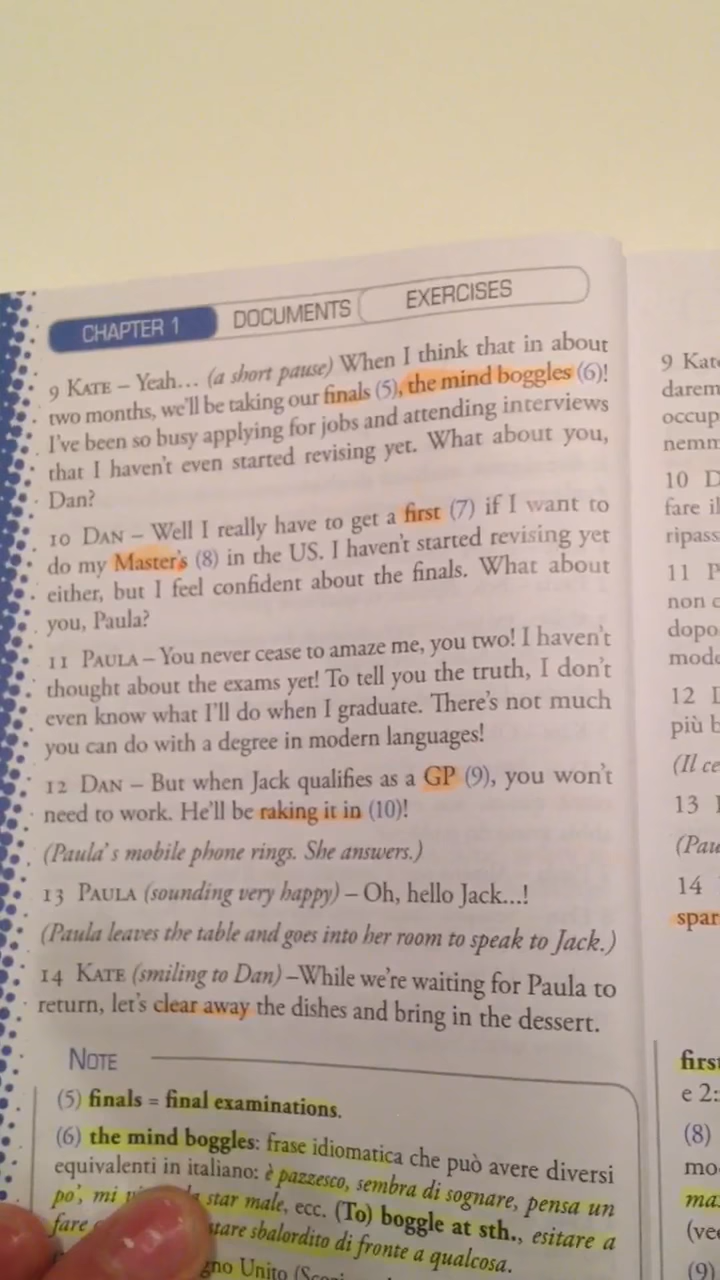 CHAPTER 1 DOCUMENTS EXERCISES
9 KATE – Yeah... (a short pause) When I think that in about
two months, we'll be taking our finals (5), the mind boggles (6)!
I've been so busy applying for jobs and attending interviews
that I haven't even started revising yet. What about you,
Dan?
10 DAN – Well I really have to get a first (7) if I want to
do my Master's (8) in the US. I haven't started revising yet
either, but I feel confident about the finals. What about
you, Paula?
11 PAULA – You never cease to amaze me, you two! I haven't
thought about the exams yet! To tell you the truth, I don't
even know what I'll do when I graduate. There's not much
you can do with a degree in modern languages!
12 DAN – But when Jack qualifies as a GP (9), you won't
need to work. He'll be raking it in (10)!
(Paula's mobile phone rings. She answers.)
13 PAULA (sounding very happy) – Oh, hello Jack...!
(Paula leaves the table and goes into her room to speak to Jack.)
14 KATE (smiling to Dan) –While we're waiting for Paula to
return, let's clear away the dishes and bring in the dessert.
NOTE
(5) finals = final examinations.
(6) the mind boggles: frase idiomatica che può avere diversi
equivalenti in italiano: è pazzesco, sembra di sognare, pensa un
po', mi star male, ecc. (To) boggle at sth., esitare a
fare sbalordito di fronte a qualcosa.
Unito
9
darem
occup
nemm
10
fare il
ripass
11
non
dopo
mod
12
più
(Il ce
13
(Pau
14
spar
first
e 2:
(8)
mo
ma
(ve
(9)